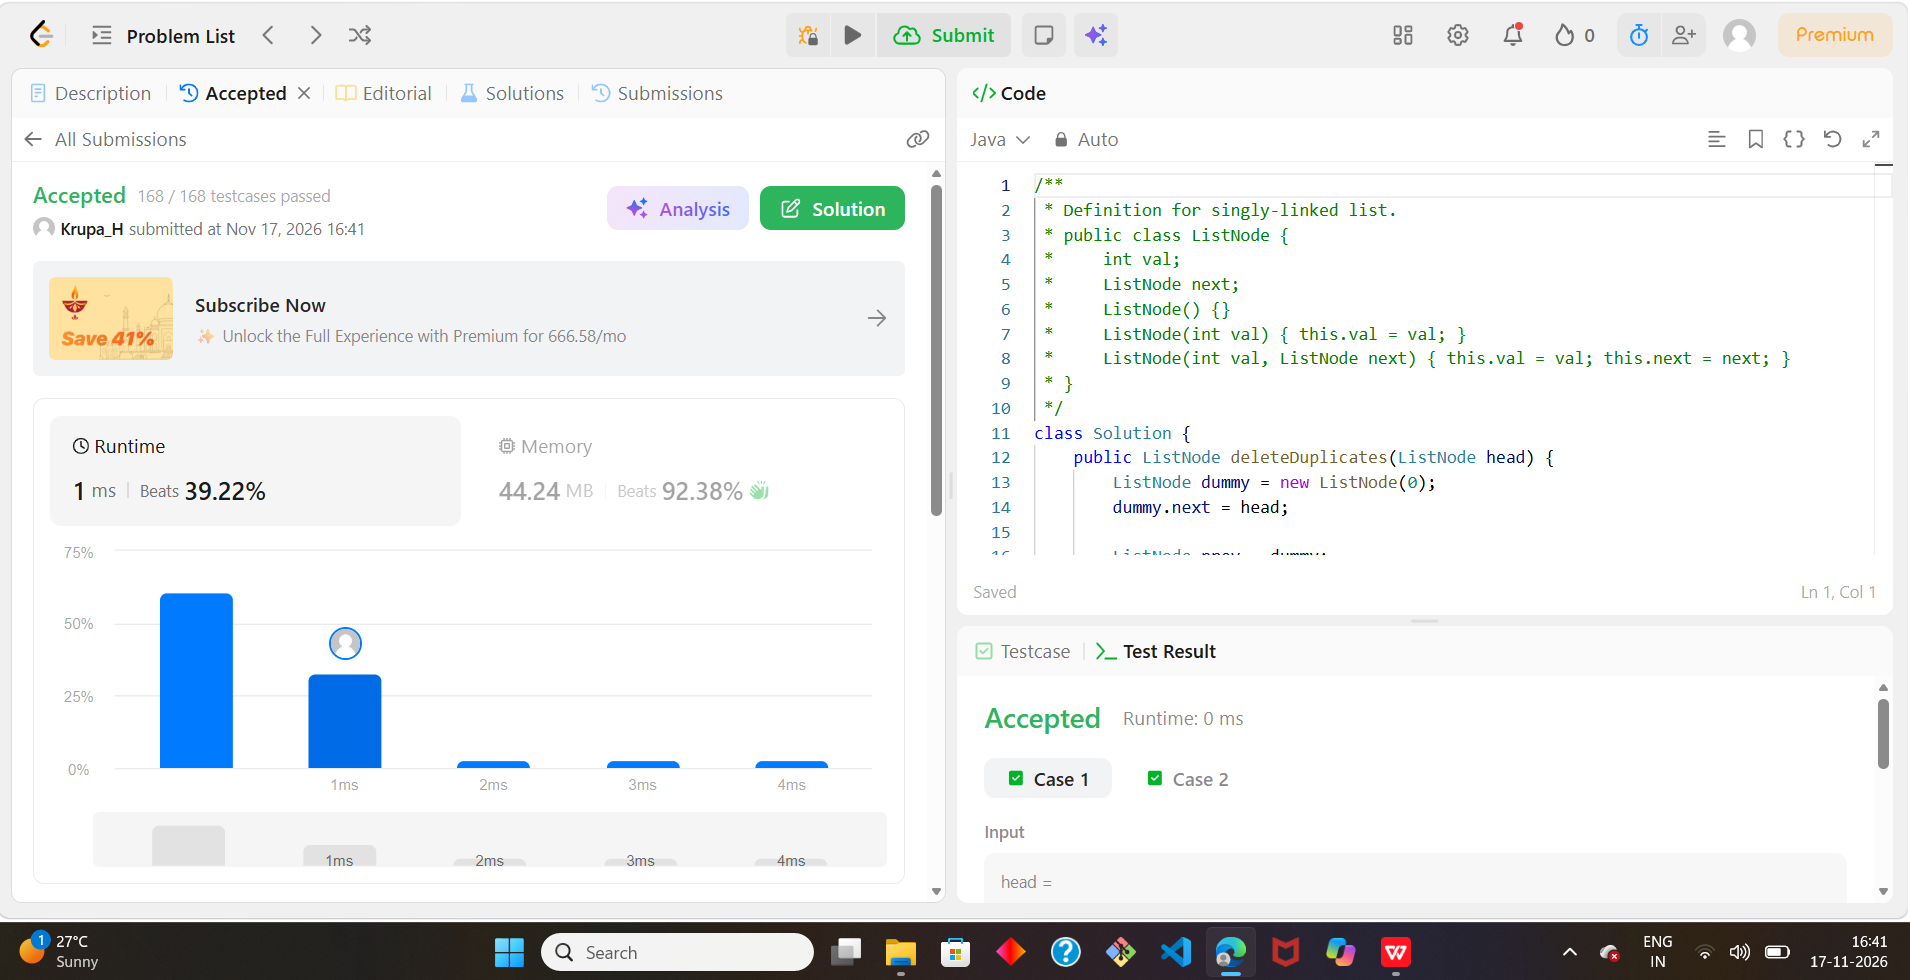 Problem List
Submit
0
Premium
Description
Accepted
Editorial
Solutions
Submissions
All Submissions
Accepted 168 / 168 testcases passed
Krupa_H submitted at Nov 17, 2026 16:41
Analysis
Solution
Save 41%
Subscribe Now
Unlock the Full Experience with Premium for 666.58/mo
Runtime
1 ms Beats 39.22%
Memory
44.24 MB Beats 92.38%
75%
50%
25%
0%
1ms 2ms 3ms 4ms
1ms 2ms 3ms 4ms
</> Code
Java Auto
1 /**
2 * Definition for singly-linked list.
3 * public class ListNode {
4 *     int val;
5 *     ListNode next;
6 *     ListNode() {}
7 *     ListNode(int val) { this.val = val; }
8 *     ListNode(int val, ListNode next) { this.val = val; this.next = next; }
9 * }
10 */
11 class Solution {
12     public ListNode deleteDuplicates(ListNode head) {
13         ListNode dummy = new ListNode(0);
14         dummy.next = head;
15
16         ListNode prev = dummy;
Saved
Ln 1, Col 1
Testcase
Test Result
Accepted Runtime: 0 ms
Case 1
Case 2
Input
head =
1
27°C
Sunny
Search
ENG
IN
16:41
17-11-2026